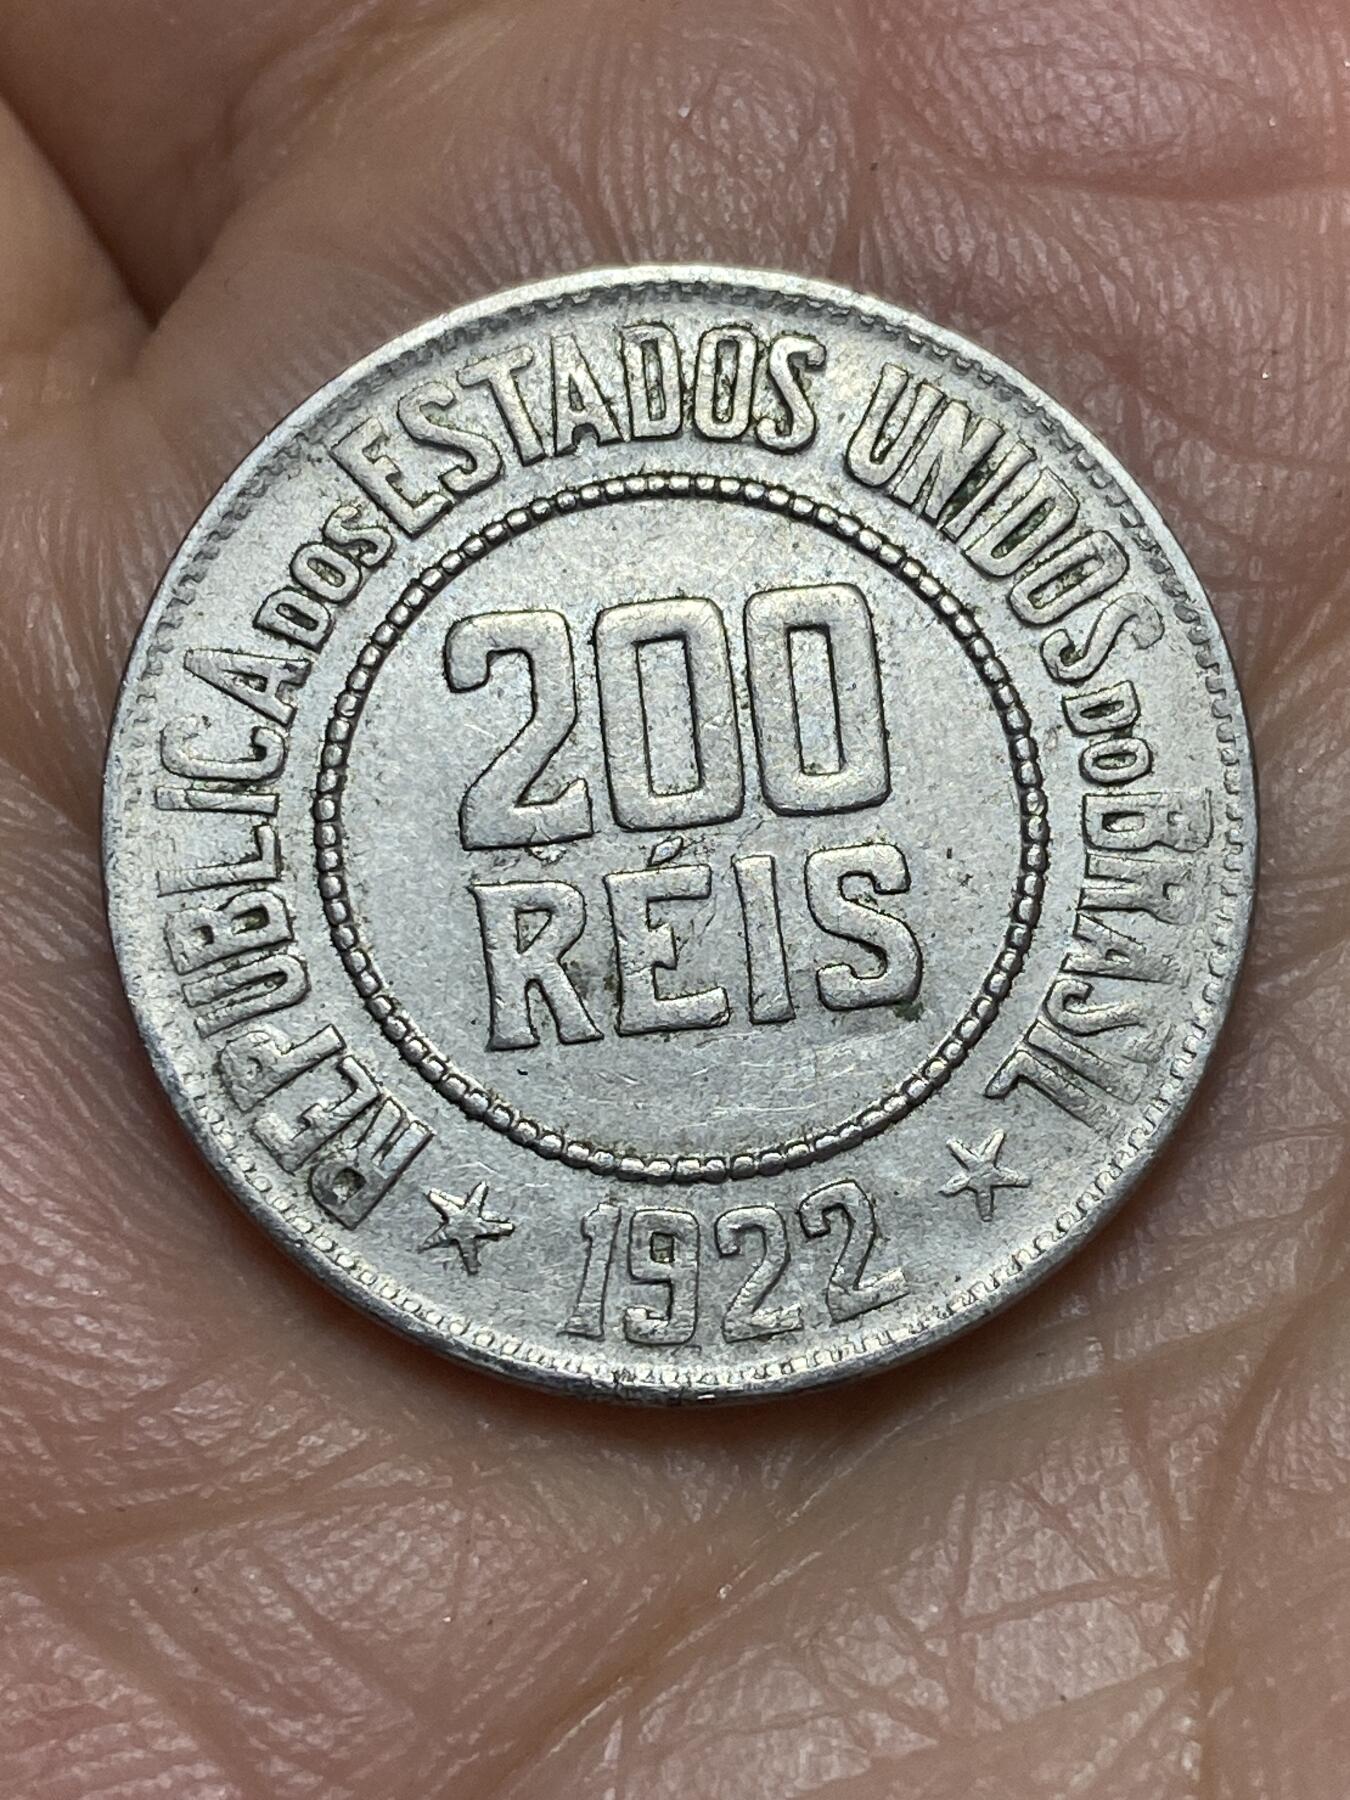 REPUBLICA DOS ESTADOS UNIDOS DO BRASIL
200
RÉIS
★ 1922 ★